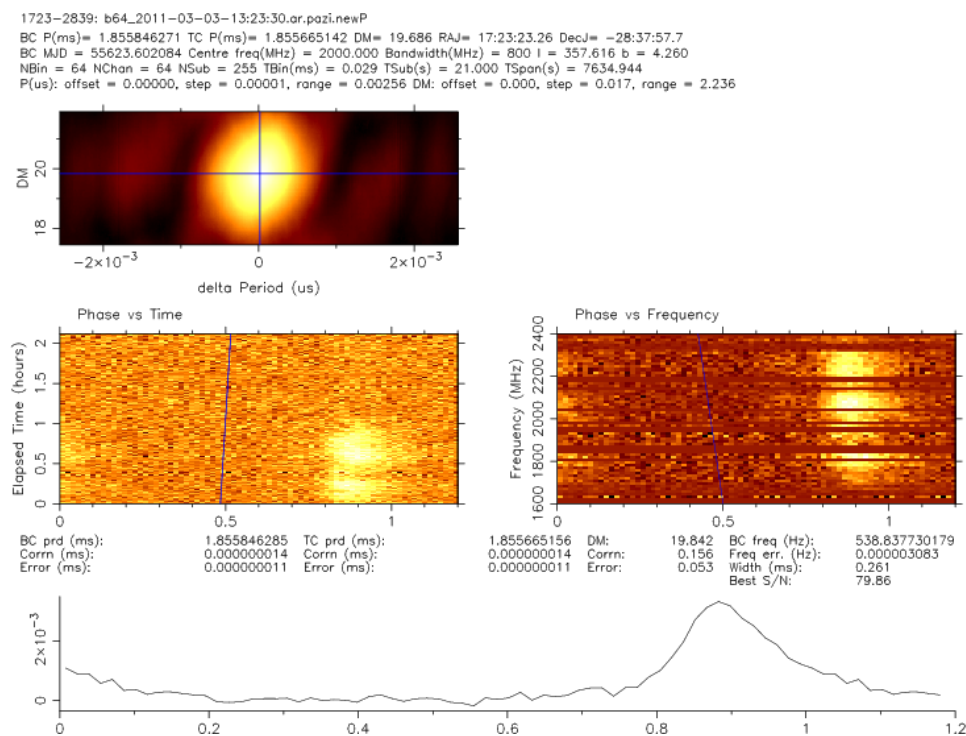 1723-2839: b64_2011-03-03-13:23:30.ar.pazi.newP
BC P(ms)= 1.855846271 TC P(ms)= 1.855665142 DM= 19.686 RAJ= 17:23:23.26 DecJ= -28:37:57.7
BC MJD = 55623.602084 Centre freq(MHz) = 2000.000 Bandwidth(MHz) = 800 l = 357.616 b = 4.260
NBin = 64 NChan = 64 NSub = 255 TBin(ms) = 0.029 TSub(s) = 21.000 TSpan(s) = 7634.944
P(us): offset = 0.00000, step = 0.00001, range = 0.00256 DM: offset = 0.000, step = 0.017, range = 2.236
DM
20
18
−2×10⁻³ 0 2×10⁻³
delta Period (us)
Phase vs Time
Elapsed Time (hours)
2
1.5
1
0.5
0
0 0.5 1
Phase vs Frequency
Frequency (MHz)
2400
2200
2000
1800
1600
0 0.5 1
BC prd (ms): 1.855846285 TC prd (ms): 1.855665156 DM: 19.842 BC freq (Hz): 538.837730179
Corrn (ms): 0.000000014 Corrn (ms): 0.000000014 Corrn: 0.156 Freq err. (Hz): 0.000003083
Error (ms): 0.000000011 Error (ms): 0.000000011 Error: 0.053 Width (ms): 0.261
Best S/N: 79.86
2×10⁻³
0
0 0.2 0.4 0.6 0.8 1 1.2